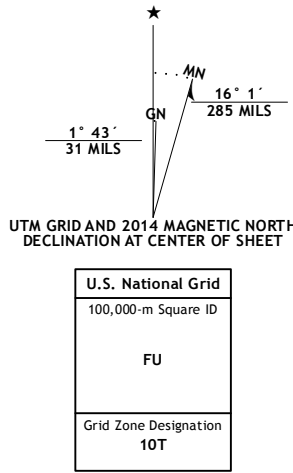 ★
MN
GN
16° 1´
285 MILS
1° 43´
31 MILS
UTM GRID AND 2014 MAGNETIC NORTH
DECLINATION AT CENTER OF SHEET
U.S. National Grid
100,000-m Square ID
FU
Grid Zone Designation
10T